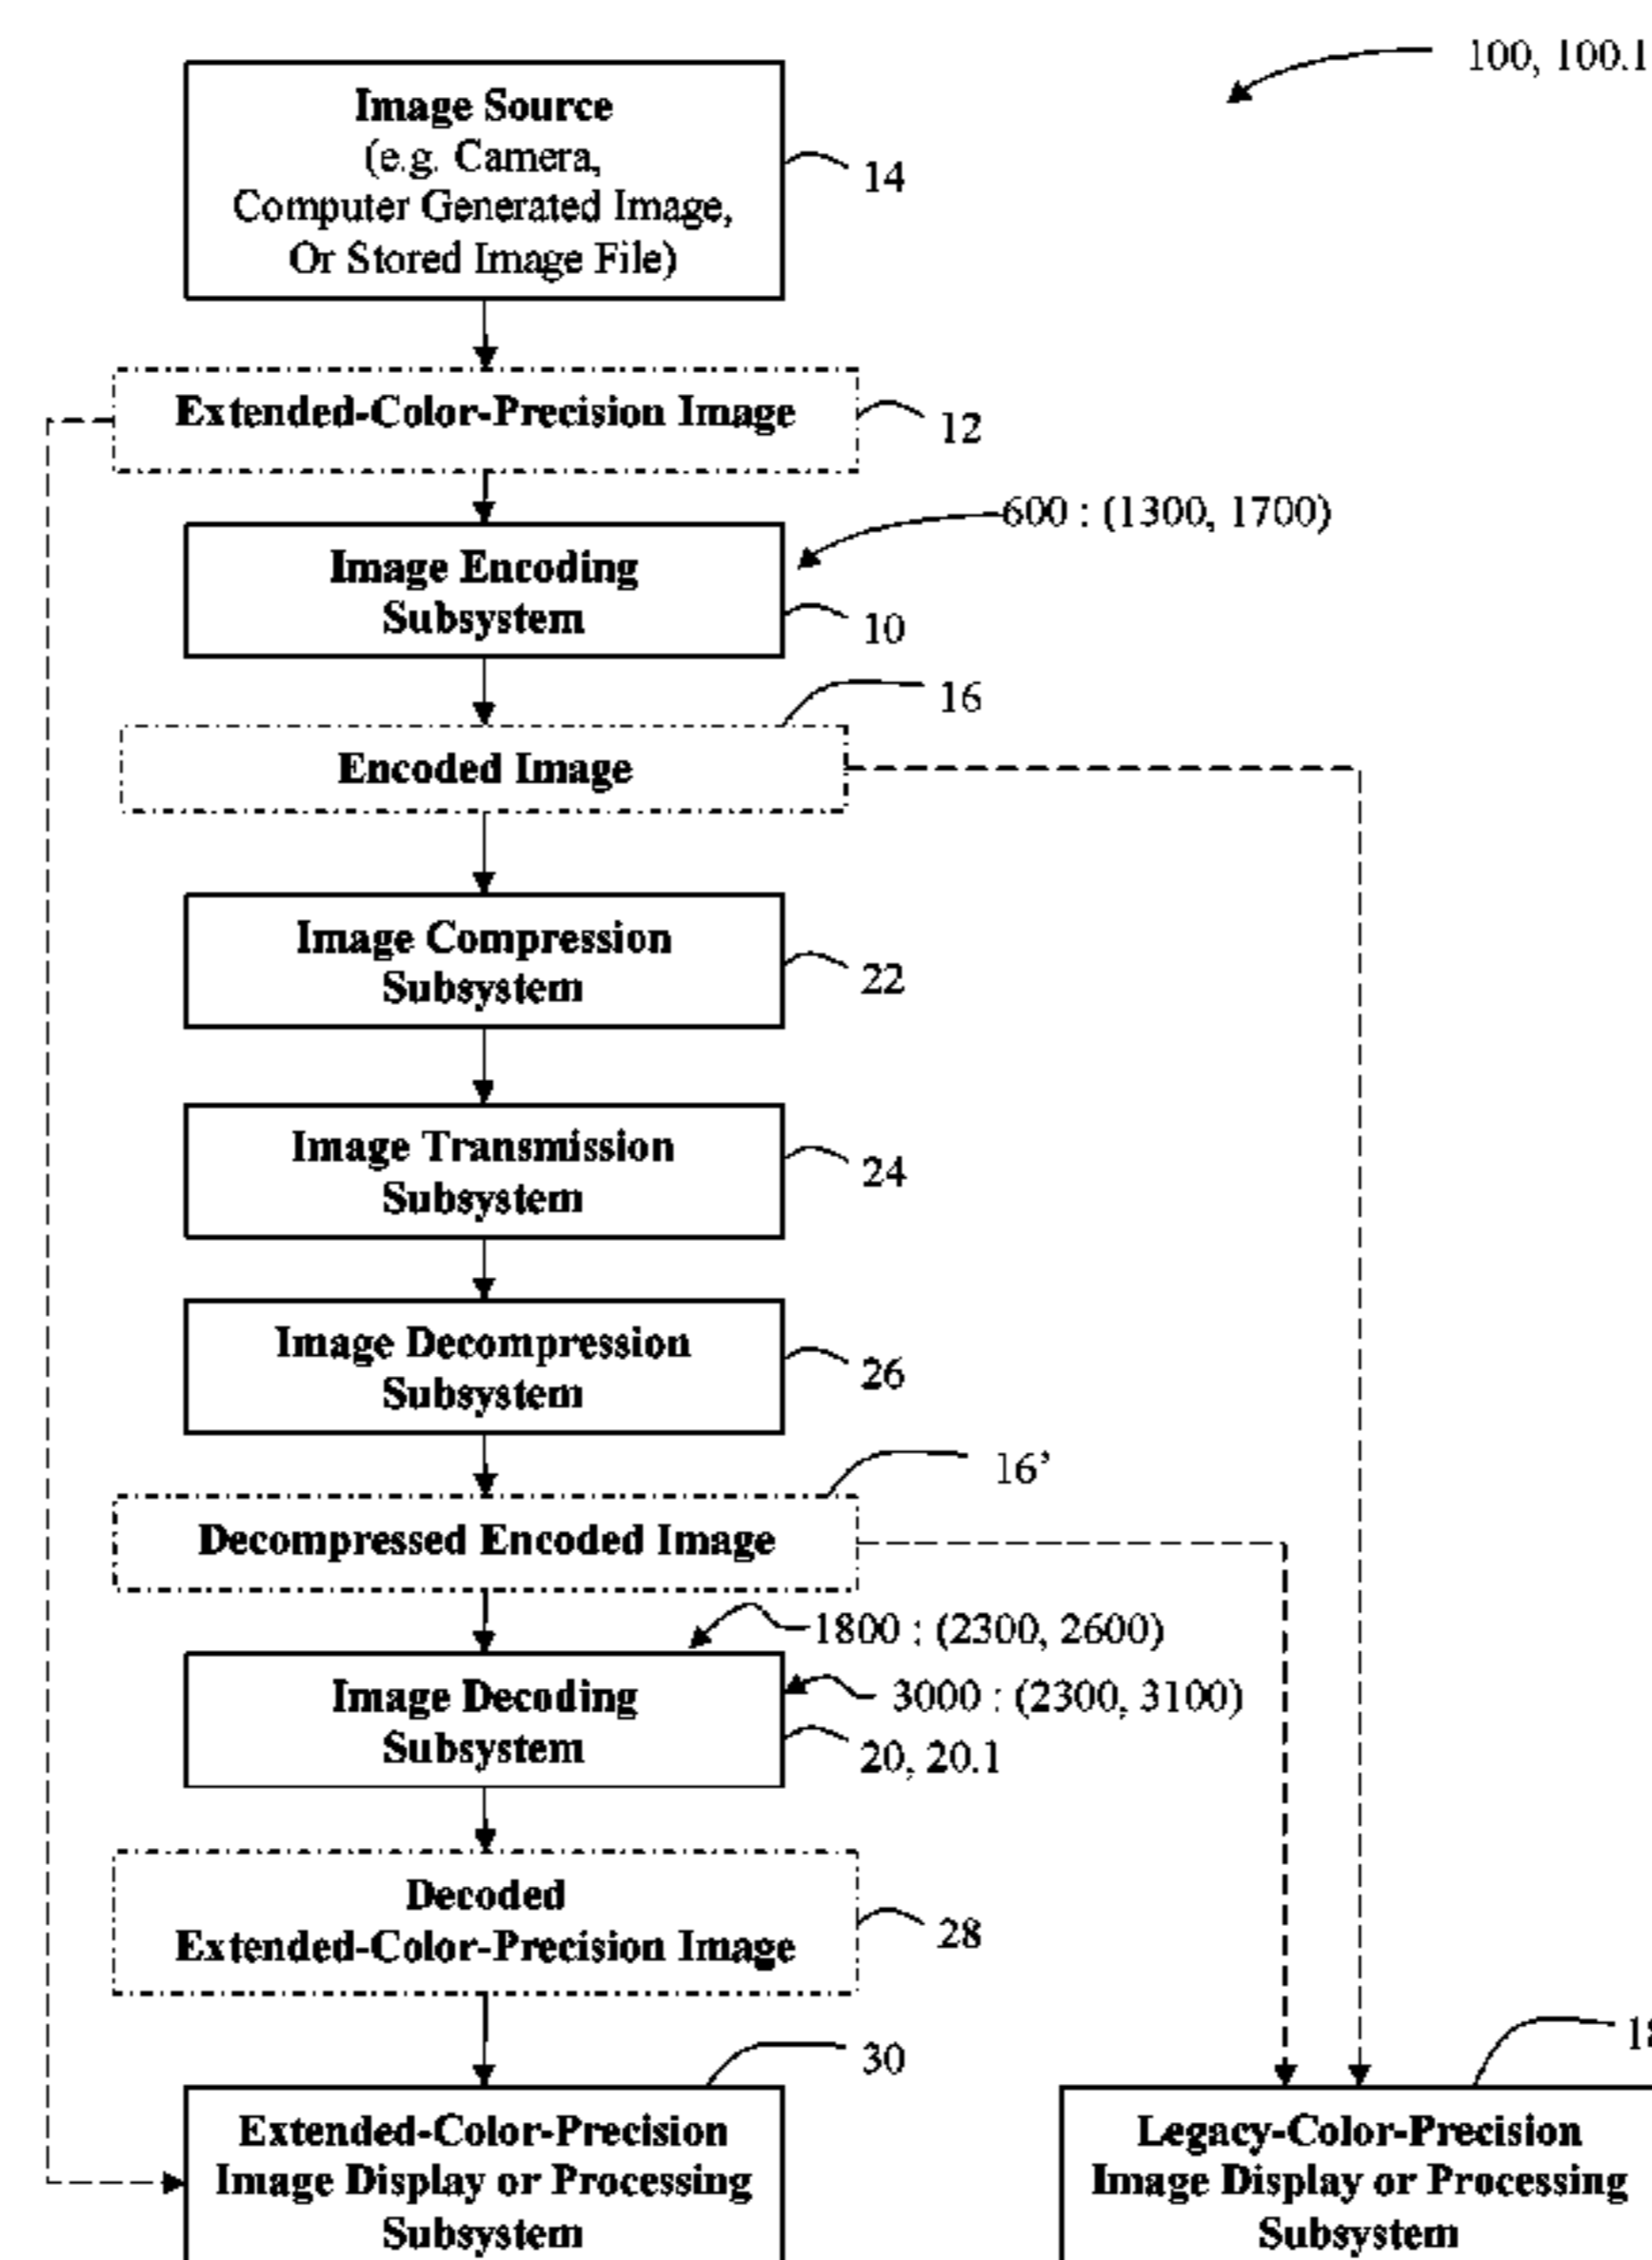 100, 100.1
Image Source
(e.g. Camera,
Computer Generated Image,
Or Stored Image File)
14
Extended-Color-Precision Image
12
600 : (1300, 1700)
Image Encoding
Subsystem
10
16
Encoded Image
Image Compression
Subsystem
22
Image Transmission
Subsystem
24
Image Decompression
Subsystem
26
16’
Decompressed Encoded Image
1800 : (2300, 2600)
3000 : (2300, 3100)
Image Decoding
Subsystem
20, 20.1
Decoded
Extended-Color-Precision Image
28
30
18
Extended-Color-Precision
Image Display or Processing
Subsystem
Legacy-Color-Precision
Image Display or Processing
Subsystem